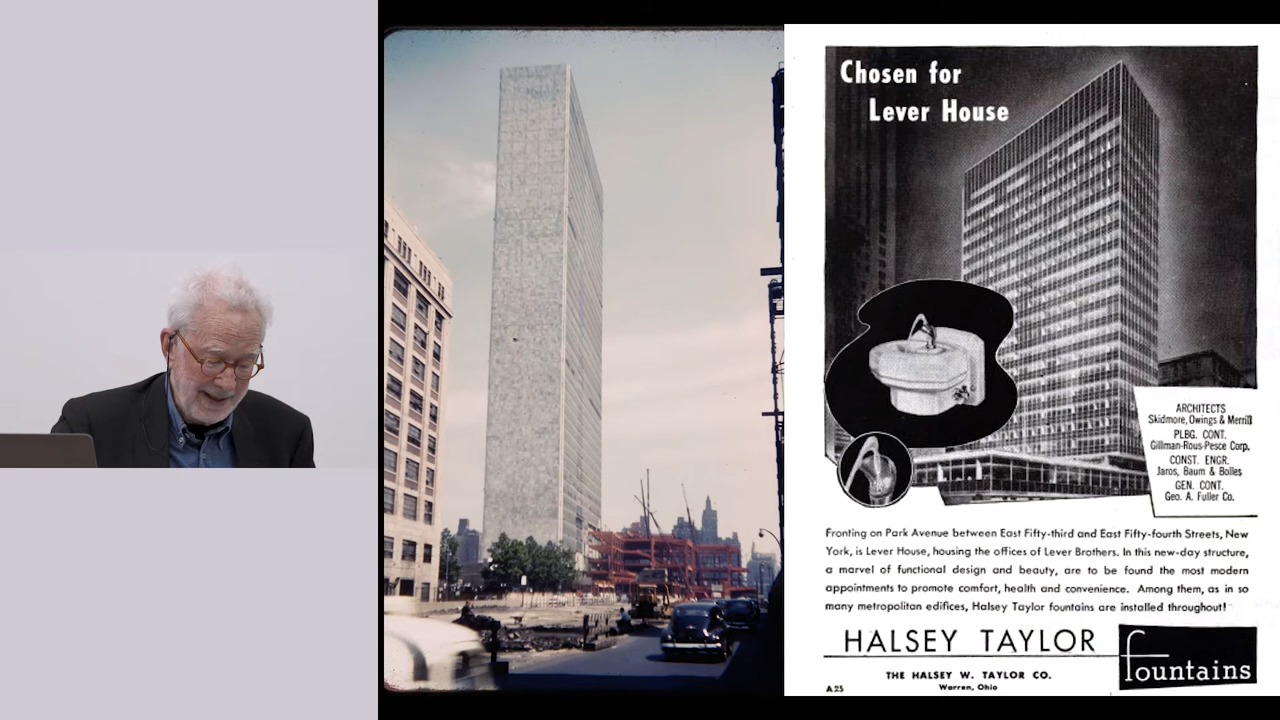 Chosen for
Lever House
ARCHITECTS
Skidmore, Owings & Merrill
PLBG. CONT.
Gillman-Rous-Pesce Corp.
CONST. ENGR.
Jaros, Baum & Bolles
GEN. CONT.
Geo. A. Fuller Co.
Fronting on Park Avenue between East Fifty-third and East Fifty-fourth Streets, New
York, is Lever House, housing the offices of Lever Brothers. In this new-day structure,
a marvel of functional design and beauty, are to be found the most modern
appointments to promote comfort, health and convenience. Among them, as in so
many metropolitan edifices, Halsey Taylor fountains are installed throughout!
HALSEY TAYLOR
fountains
THE HALSEY W. TAYLOR CO.
Warren, Ohio
A25